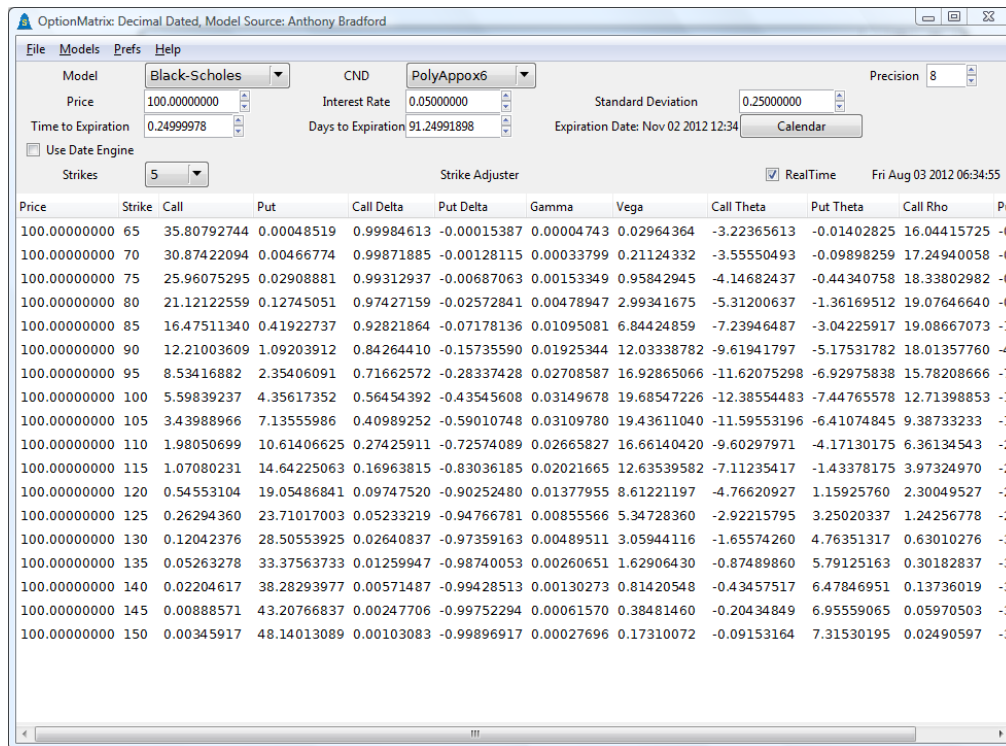 OptionMatrix: Decimal Dated, Model Source: Anthony Bradford
File Models Prefs Help
Model Black-Scholes CND PolyAppox6 Precision 8
Price 100.00000000 Interest Rate 0.05000000 Standard Deviation 0.25000000
Time to Expiration 0.24999978 Days to Expiration 91.24991898 Expiration Date: Nov 02 2012 12:34 Calendar
Use Date Engine
Strikes 5 Strike Adjuster RealTime Fri Aug 03 2012 06:34:55
Price Strike Call Put Call Delta Put Delta Gamma Vega Call Theta Put Theta Call Rho
100.00000000 65 35.80792744 0.00048519 0.99984613 -0.00015387 0.00004743 0.02964364 -3.22365613 -0.01402825 16.04415725
100.00000000 70 30.87422094 0.00466774 0.99871885 -0.00128115 0.00033799 0.21124332 -3.55550493 -0.09898259 17.24940058
100.00000000 75 25.96075295 0.02908881 0.99312937 -0.00687063 0.00153349 0.95842945 -4.14682437 -0.44340758 18.33802982
100.00000000 80 21.12122559 0.12745051 0.97427159 -0.02572841 0.00478947 2.99341675 -5.31200637 -1.36169512 19.07646640
100.00000000 85 16.47511340 0.41922737 0.92821864 -0.07178136 0.01095081 6.84424859 -7.23946487 -3.04225917 19.08667073
100.00000000 90 12.21003609 1.09203912 0.84264410 -0.15735590 0.01925344 12.03338782 -9.61941797 -5.17531782 18.01357760
100.00000000 95 8.53416882 2.35406091 0.71662572 -0.28337428 0.02708587 16.92865066 -11.62075298 -6.92975838 15.78208666
100.00000000 100 5.59839237 4.35617352 0.56454392 -0.43545608 0.03149678 19.68547226 -12.38554483 -7.44765578 12.71398853
100.00000000 105 3.43988966 7.13555986 0.40989252 -0.59010748 0.03109780 19.43611040 -11.59553196 -6.41074845 9.38733233
100.00000000 110 1.98050699 10.61406625 0.27425911 -0.72574089 0.02665827 16.66140420 -9.60297971 -4.17130175 6.36134543
100.00000000 115 1.07080231 14.64225063 0.16963815 -0.83036185 0.02021665 12.63539582 -7.11235417 -1.43378175 3.97324970
100.00000000 120 0.54553104 19.05486841 0.09747520 -0.90252480 0.01377955 8.61221197 -4.76620927 1.15925760 2.30049527
100.00000000 125 0.26294360 23.71017003 0.05233219 -0.94766781 0.00855566 5.34728360 -2.92215795 3.25020337 1.24256778
100.00000000 130 0.12042376 28.50553925 0.02640837 -0.97359163 0.00489511 3.05944116 -1.65574260 4.76351317 0.63010276
100.00000000 135 0.05263278 33.37563733 0.01259947 -0.98740053 0.00260651 1.62906430 -0.87489860 5.79125163 0.30182837
100.00000000 140 0.02204617 38.28293977 0.00571487 -0.99428513 0.00130273 0.81420548 -0.43457517 6.47846951 0.13736019
100.00000000 145 0.00888571 43.20766837 0.00247706 -0.99752294 0.00061570 0.38481460 -0.20434849 6.95559065 0.05970503
100.00000000 150 0.00345917 48.14013089 0.00103083 -0.99896917 0.00027696 0.17310072 -0.09153164 7.31530195 0.02490597